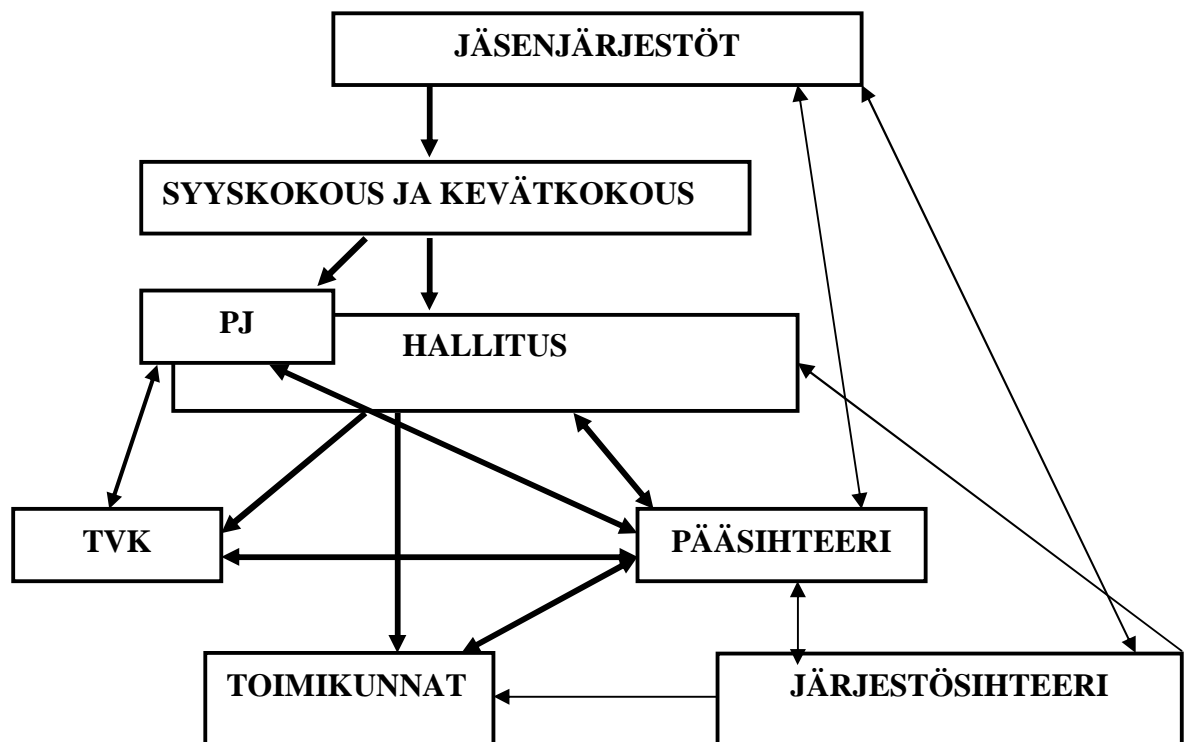 JÄSENJÄRJESTÖT
SYYSKOKOUS JA KEVÄTKOKOUS
PJ
HALLITUS
TVK
PÄÄSIHTEERI
TOIMIKUNNAT
JÄRJESTÖSIHTEERI